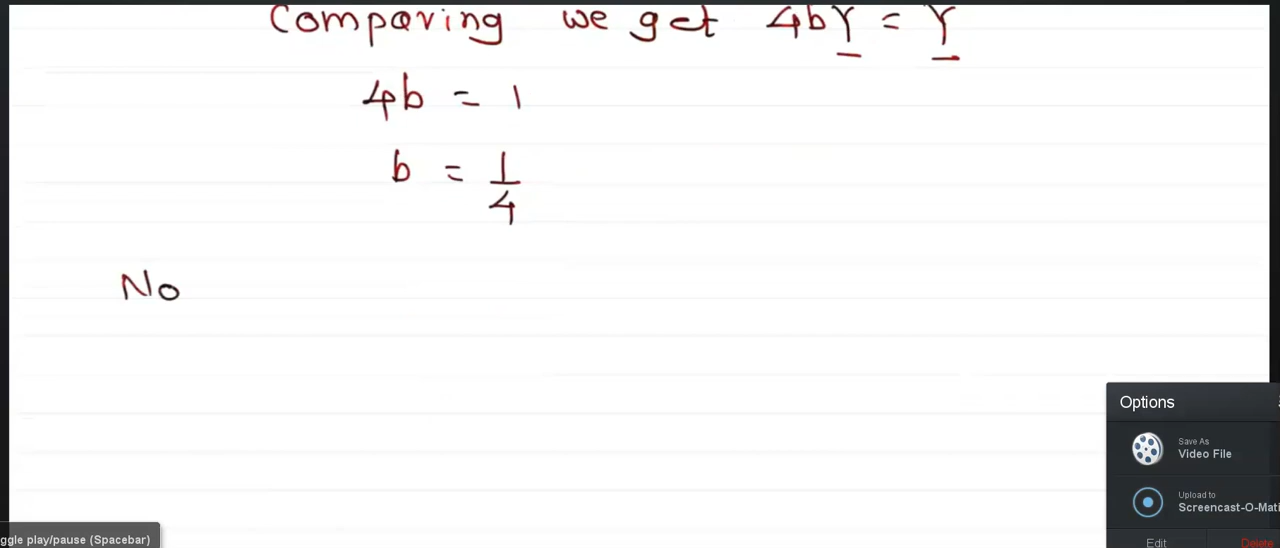 Comparing we get 4bY = Y
4b = 1
b = 1/4
No
Options
Save As
Video File
Upload to
Screencast-O-Mati
Edit
Delete
ggle play/pause (Spacebar)